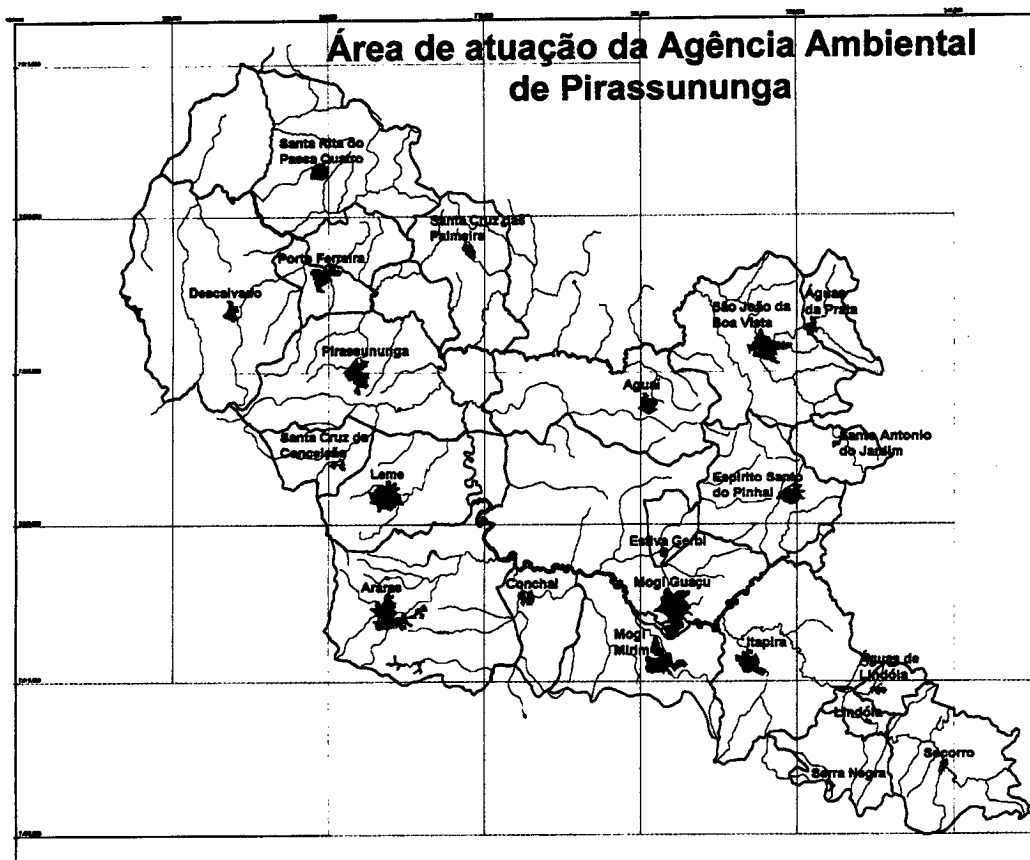 Área de atuação da Agência Ambiental
de Pirassununga
Santa Rita do
Passa Quatro
Santa Cruz das
Palmeira
Porto Ferreira
Descalvado
São João da
Boa Vista
Águas
da Prata
Pirassununga
Aguaí
Santa Cruz da
Conceição
Santo Antonio
do Jardim
Leme
Espírito Santo
do Pinhal
Estiva Gerbi
Araras
Conchal
Mogi Guaçu
Mogi
Mirim
Itapira
Águas de
Lindóia
Lindóia
Socorro
Serra Negra